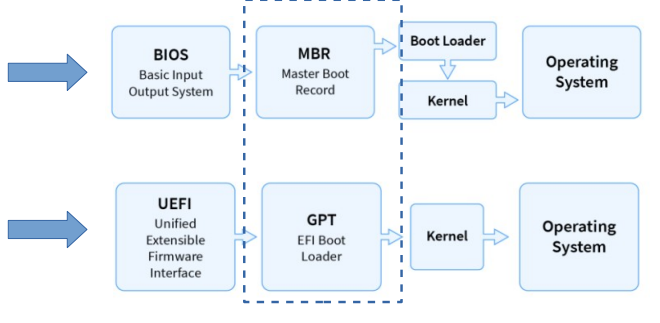 BIOS
Basic Input
Output System
MBR
Master Boot
Record
Boot Loader
Kernel
Operating
System
UEFI
Unified
Extensible
Firmware
Interface
GPT
EFI Boot
Loader
Kernel
Operating
System